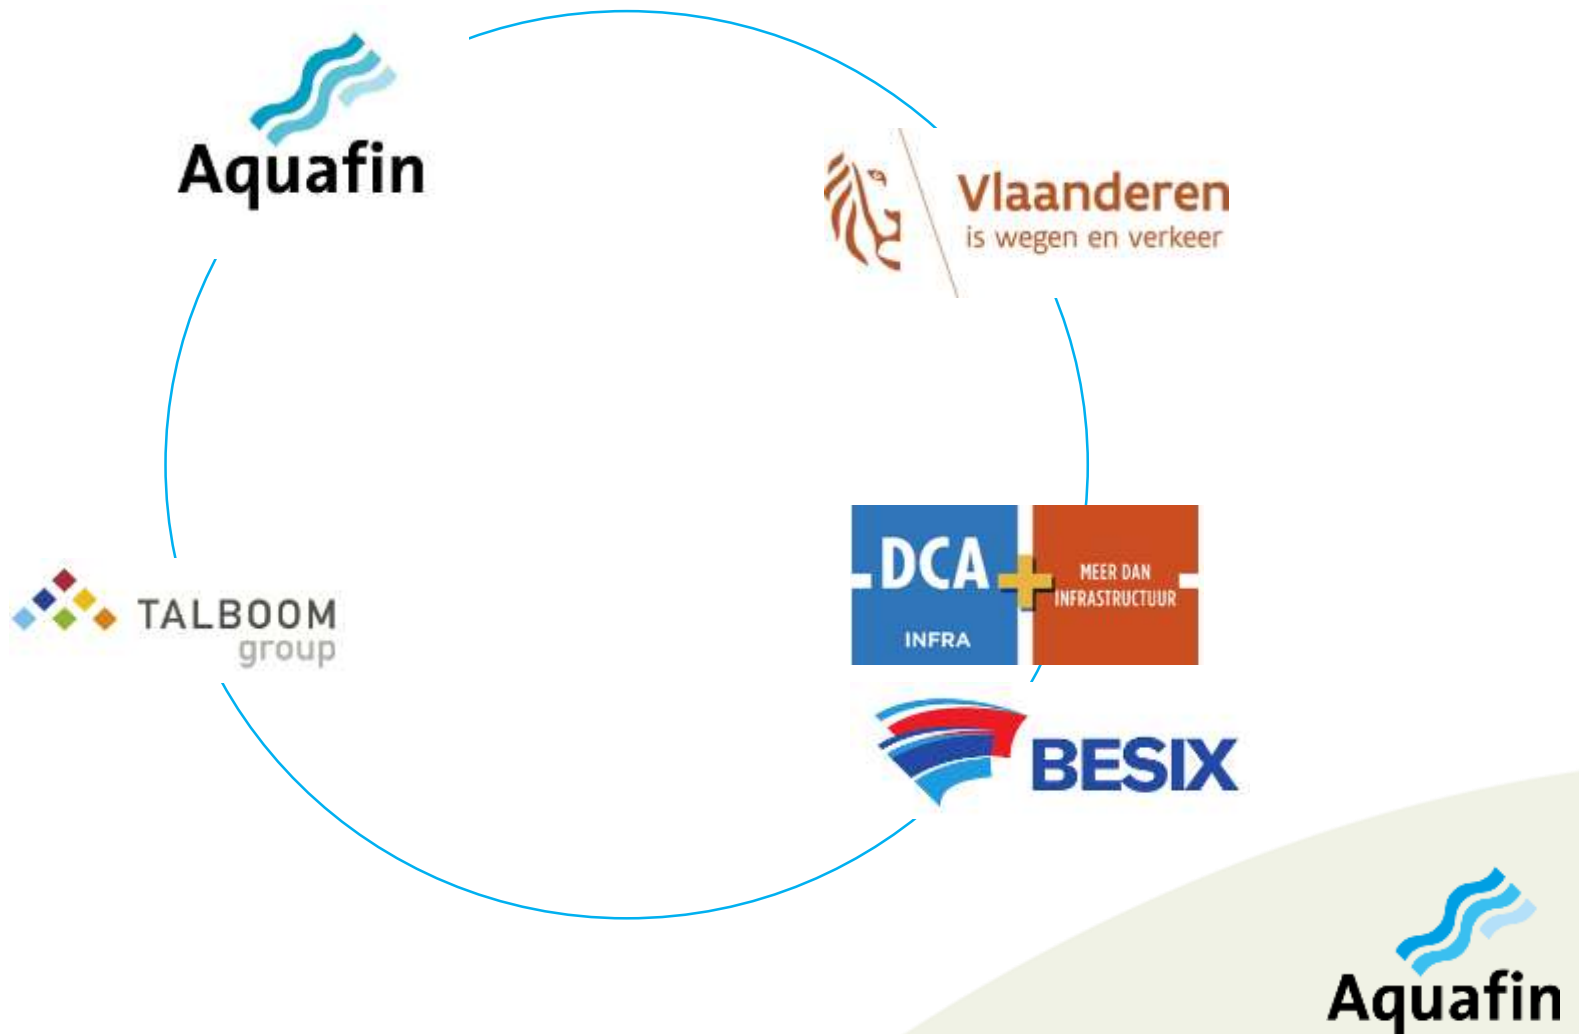 Aquafin
Vlaanderen
is wegen en verkeer
DCA
INFRA
MEER DAN
INFRASTRUCTUUR
TALBOOM
group
BESIX
Aquafin